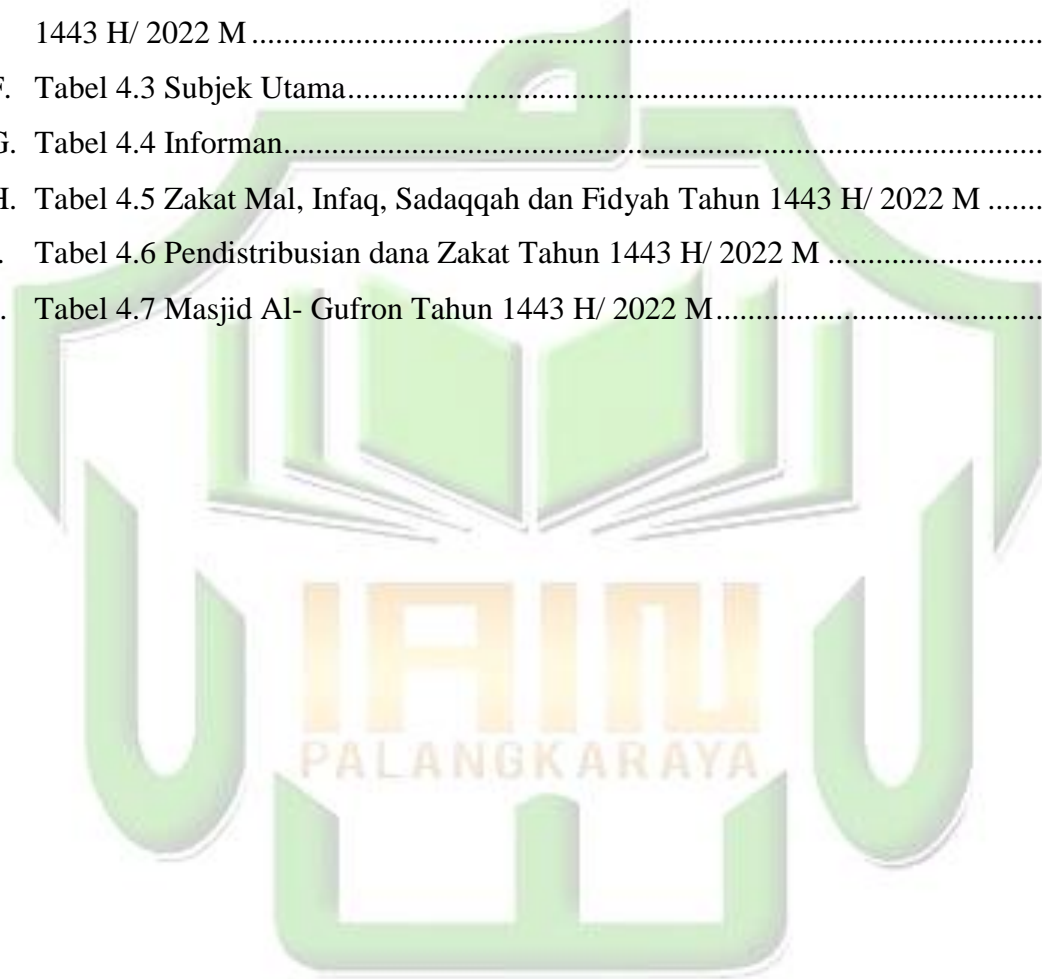 1443 H/ 2022 M ....................................................................................................
F. Tabel 4.3 Subjek Utama........................................................................................
G. Tabel 4.4 Informan................................................................................................
H. Tabel 4.5 Zakat Mal, Infaq, Sadaqqah dan Fidyah Tahun 1443 H/ 2022 M .......
. Tabel 4.6 Pendistribusian dana Zakat Tahun 1443 H/ 2022 M ...........................
. Tabel 4.7 Masjid Al- Gufron Tahun 1443 H/ 2022 M.........................................
IAIN
PALANGKARAYA